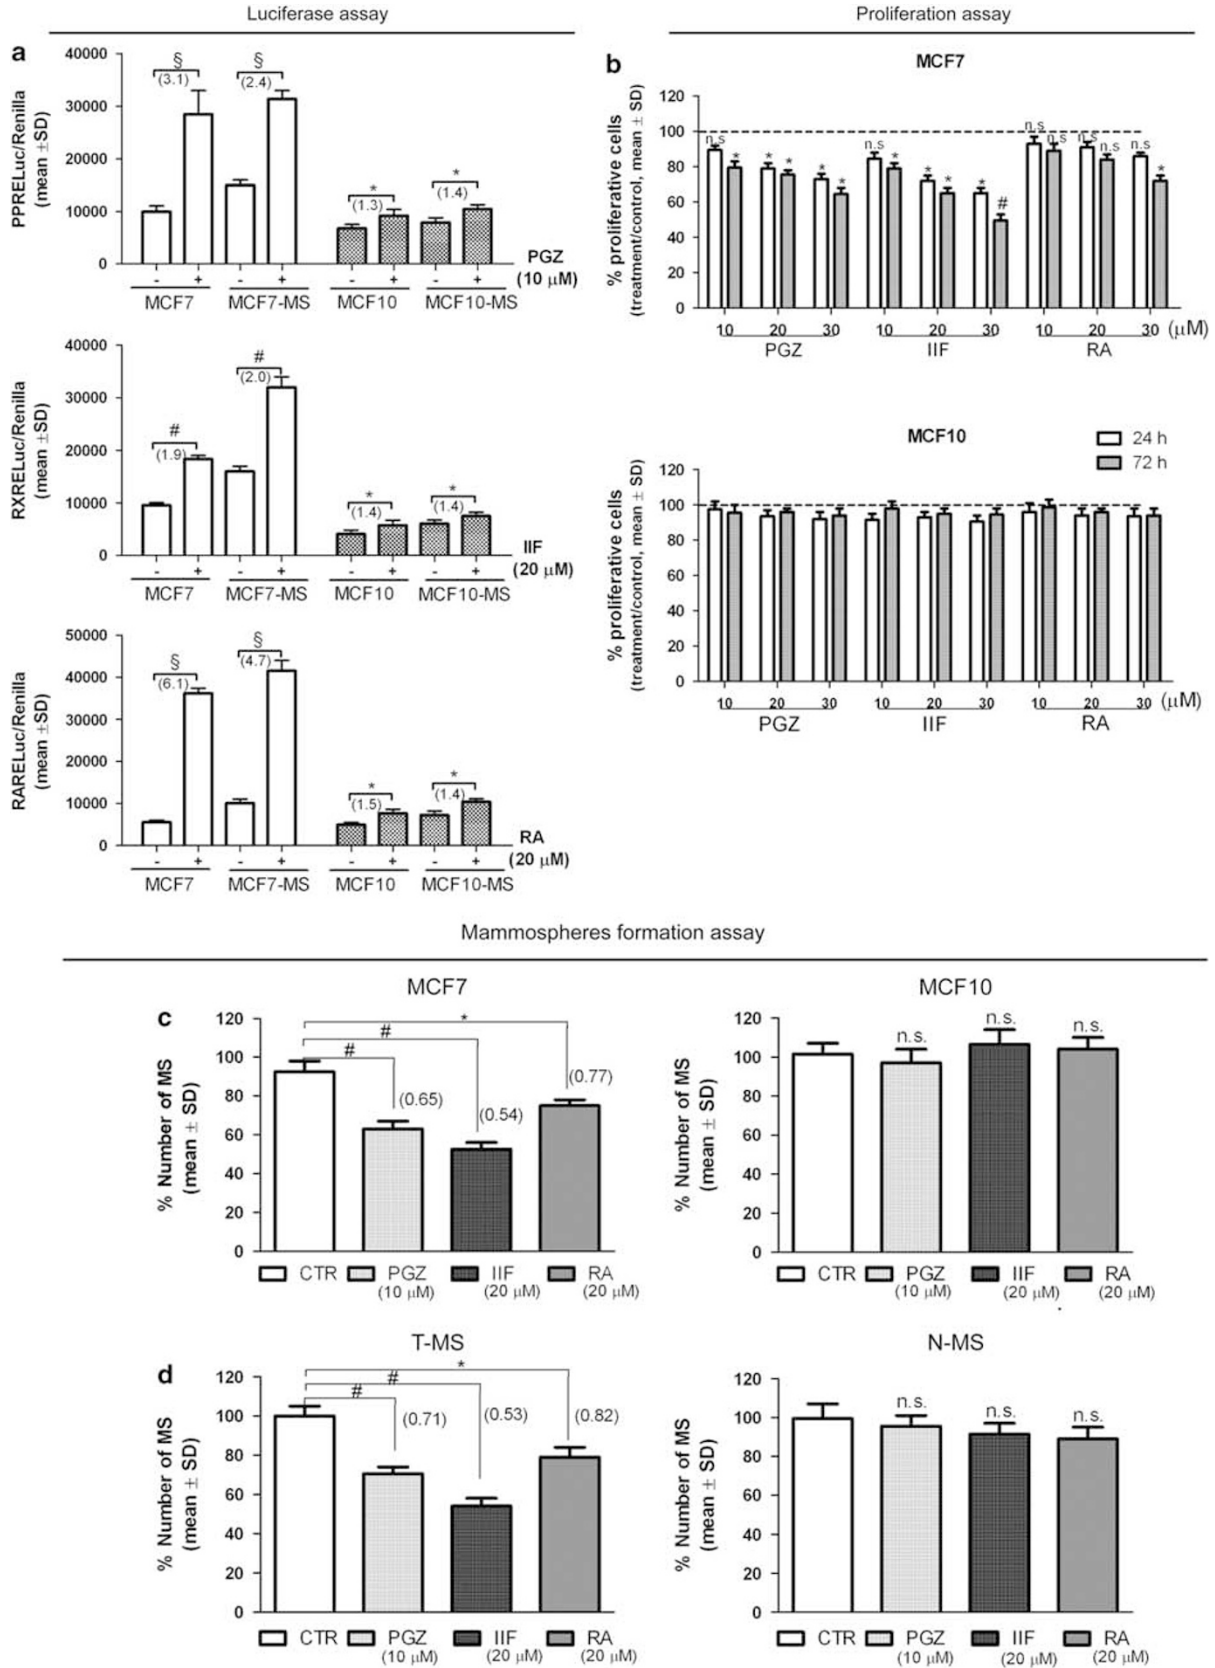 Luciferase assay
a
PPRELuc/Renilla
(mean ±SD)
40000
30000
20000
10000
0
§
(3.1)
§
(2.4)
*
(1.3)
*
(1.4)
- + - + - + - +
PGZ
(10 µM)
MCF7 MCF7-MS MCF10 MCF10-MS
RXRELuc/Renilla
(mean ±SD)
40000
30000
20000
10000
0
#
(1.9)
#
(2.0)
*
(1.4)
*
(1.4)
- + - + - + - +
IIF
(20 µM)
MCF7 MCF7-MS MCF10 MCF10-MS
RARELuc/Renilla
(mean ±SD)
50000
40000
30000
20000
10000
0
§
(6.1)
§
(4.7)
*
(1.5)
*
(1.4)
- + - + - + - +
RA
(20 µM)
MCF7 MCF7-MS MCF10 MCF10-MS
Proliferation assay
b
MCF7
% proliferative cells
(treatment/control, mean ± SD)
120
100
80
60
40
20
0
n.s * * * * * n.s * * * * # n.s n.s n.s n.s n.s *
10 20 30 10 20 30 10 20 30 (µM)
PGZ IIF RA
MCF10
24 h
72 h
% proliferative cells
(treatment/control, mean ± SD)
120
100
80
60
40
20
0
10 20 30 10 20 30 10 20 30 (µM)
PGZ IIF RA
Mammospheres formation assay
c
MCF7
% Number of MS
(mean ± SD)
120
100
80
60
40
20
0
*
#
#
(0.65)
(0.54)
(0.77)
CTR PGZ IIF RA
(10 µM) (20 µM) (20 µM)
MCF10
% Number of MS
(mean ± SD)
120
100
80
60
40
20
0
n.s. n.s. n.s.
CTR PGZ IIF RA
(10 µM) (20 µM) (20 µM)
d
T-MS
% Number of MS
(mean ± SD)
120
100
80
60
40
20
0
*
#
#
(0.71)
(0.53)
(0.82)
CTR PGZ IIF RA
(10 µM) (20 µM) (20 µM)
N-MS
% Number of MS
(mean ± SD)
120
100
80
60
40
20
0
n.s. n.s. n.s.
CTR PGZ IIF RA
(10 µM) (20 µM) (20 µM)